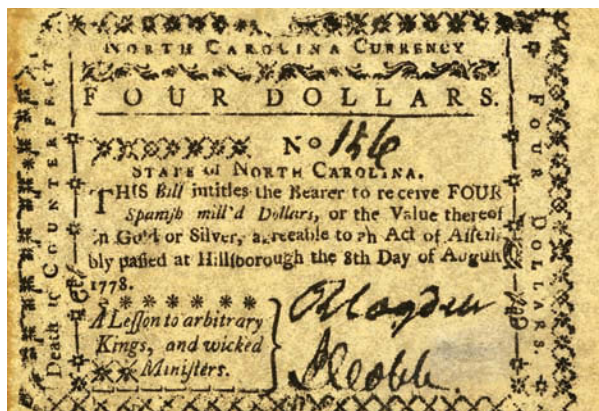 NORTH CAROLINA CURRENCY
FOUR DOLLARS.
No 156
STATE of NORTH CAROLINA.
THIS Bill intitles the Bearer to receive FOUR
Spanish mill'd Dollars, or the Value thereof
in Gold or Silver, agreeable to an Act of Assem-
bly passed at Hillsborough the 8th Day of August
1778.
A Lesson to arbitrary
Kings, and wicked
Ministers.
Death to Counterfeit
FOUR DOLLARS.